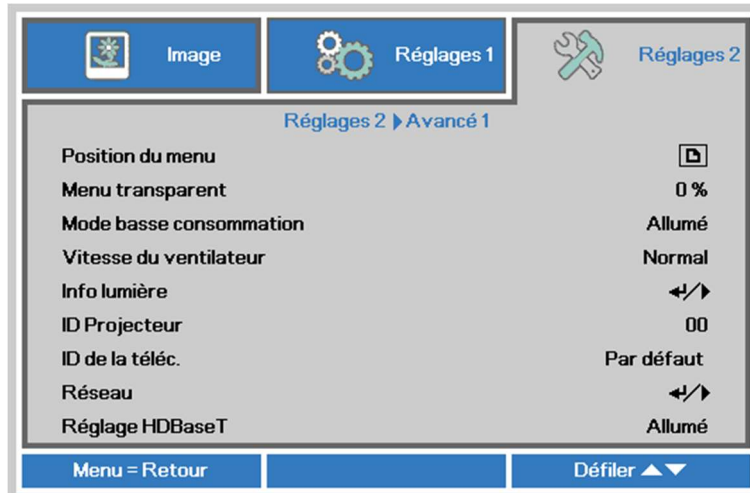 Image
Réglages 1
Réglages 2
Réglages 2 Avancé 1
Position du menu
Menu transparent 0 %
Mode basse consommation Allumé
Vitesse du ventilateur Normal
Info lumière
ID Projecteur 00
ID de la téléc. Par défaut
Réseau
Réglage HDBaseT Allumé
Menu = Retour
Défiler